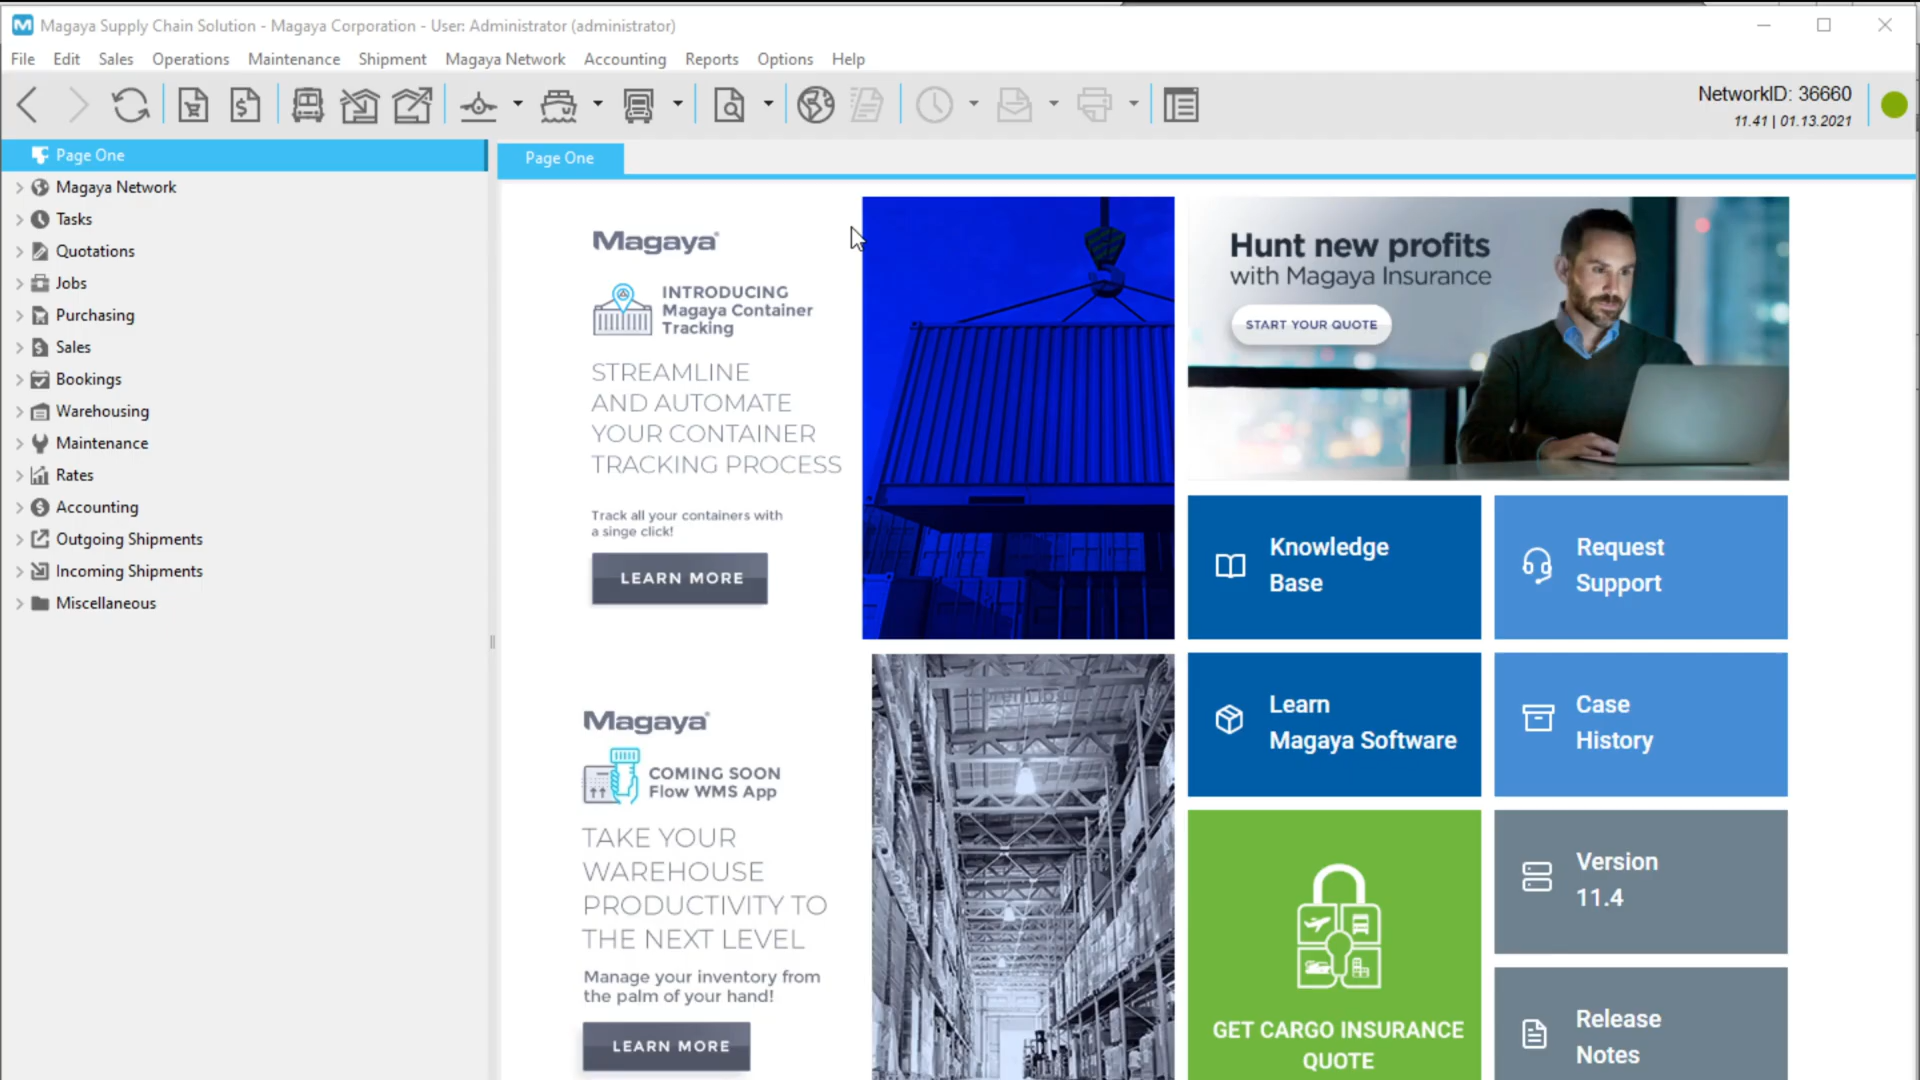 Magaya Supply Chain Solution - Magaya Corporation - User: Administrator (administrator)
File Edit Sales Operations Maintenance Shipment Magaya Network Accounting Reports Options Help
NetworkID: 36660
11.41 | 01.13.2021
Page One
Magaya Network
Tasks
Quotations
Jobs
Purchasing
Sales
Bookings
Warehousing
Maintenance
Rates
Accounting
Outgoing Shipments
Incoming Shipments
Miscellaneous
Page One
Magaya
INTRODUCING
Magaya Container
Tracking
STREAMLINE
AND AUTOMATE
YOUR CONTAINER
TRACKING PROCESS
Track all your containers with
a singe click!
LEARN MORE
Magaya
COMING SOON
Flow WMS App
TAKE YOUR
WAREHOUSE
PRODUCTIVITY TO
THE NEXT LEVEL
Manage your inventory from
the palm of your hand!
LEARN MORE
Hunt new profits
with Magaya Insurance
START YOUR QUOTE
Knowledge
Base
Request
Support
Learn
Magaya Software
Case
History
GET CARGO INSURANCE
QUOTE
Version
11.4
Release
Notes